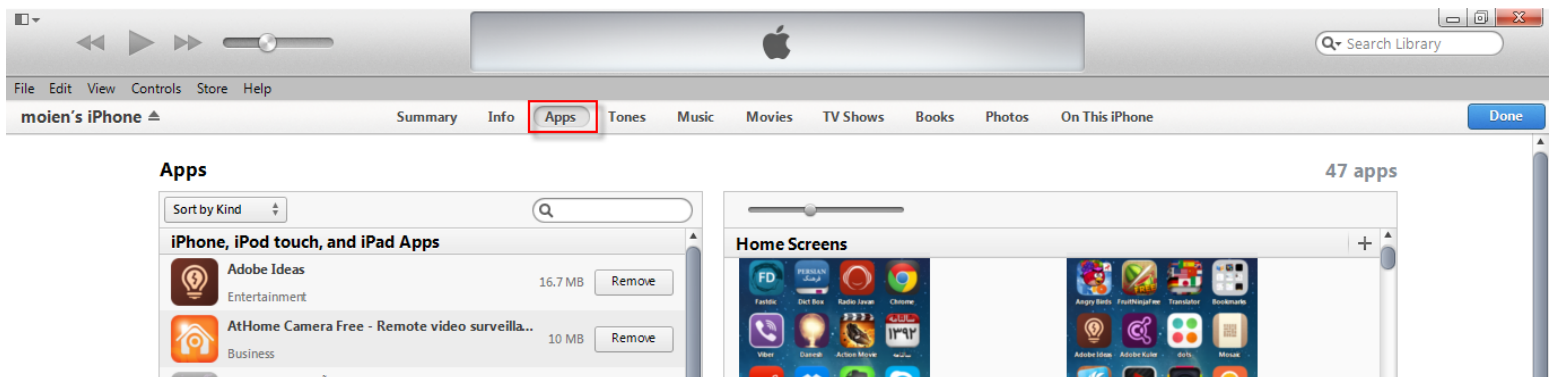 Search Library
File Edit View Controls Store Help
moien's iPhone Summary Info Apps Tones Music Movies TV Shows Books Photos On This iPhone Done
Apps 47 apps
Sort by Kind
iPhone, iPod touch, and iPad Apps
Adobe Ideas
Entertainment
16.7 MB Remove
AtHome Camera Free - Remote video surveilla...
Business
10 MB Remove
Home Screens
FD PERSIAN
Fastdic Dict Box Radio Javan Chrome
۱۳۹۲
Viber Danesh Action Movie
FREE
Angry Birds FruitNinjaFree Translator Bookmarks
Adobe Ideas Adobe Kuler dots Mosak